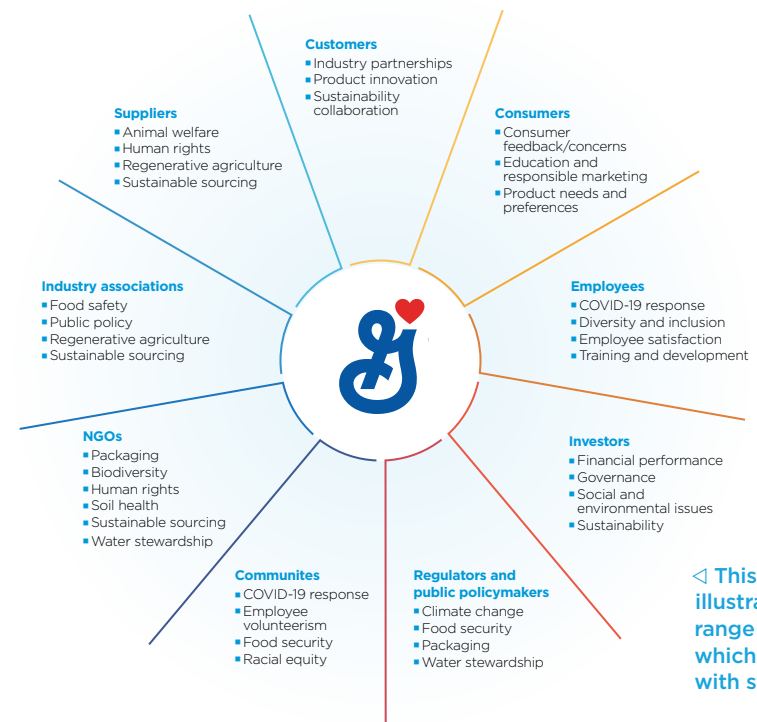 Customers
Industry partnerships
Product innovation
Sustainability
collaboration
Consumers
Consumer
feedback/concerns
Education and
responsible marketing
Product needs and
preferences
Employees
COVID-19 response
Diversity and inclusion
Employee satisfaction
Training and development
Investors
Financial performance
Governance
Social and
environmental issues
Sustainability
Regulators and
public policymakers
Climate change
Food security
Packaging
Water stewardship
Communites
COVID-19 response
Employee
volunteerism
Food security
Racial equity
NGOs
Packaging
Biodiversity
Human rights
Soil health
Sustainable sourcing
Water stewardship
Industry associations
Food safety
Public policy
Regenerative agriculture
Sustainable sourcing
Suppliers
Animal welfare
Human rights
Regenerative agriculture
Sustainable sourcing
G
This
illustra
range
which
with s